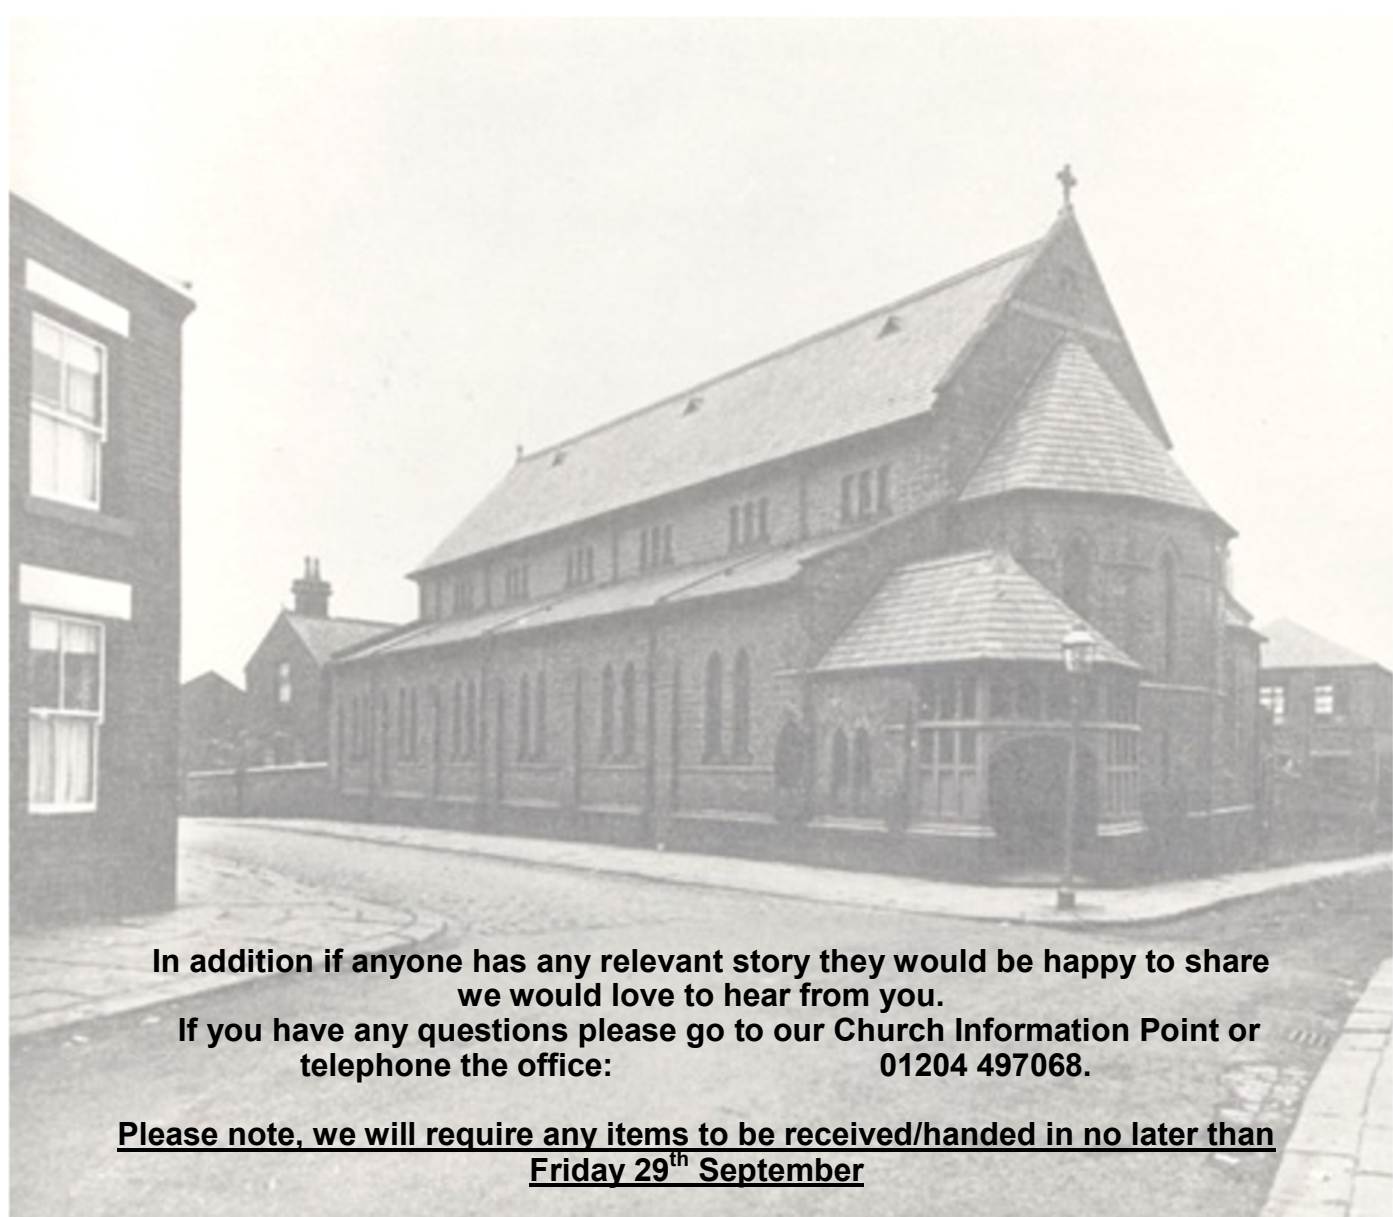 In addition if anyone has any relevant story they would be happy to share
we would love to hear from you.
If you have any questions please go to our Church Information Point or
telephone the office: 01204 497068.
Please note, we will require any items to be received/handed in no later than
Friday 29th September